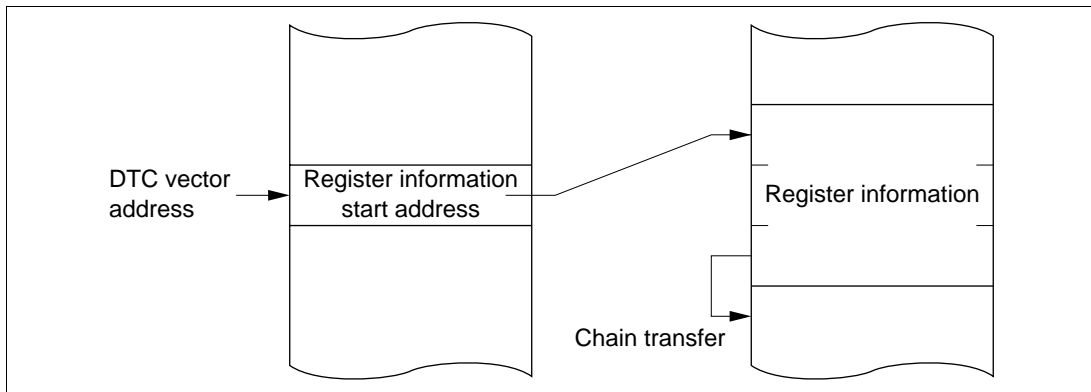 DTC vector
address
Register information
start address
Register information
Chain transfer